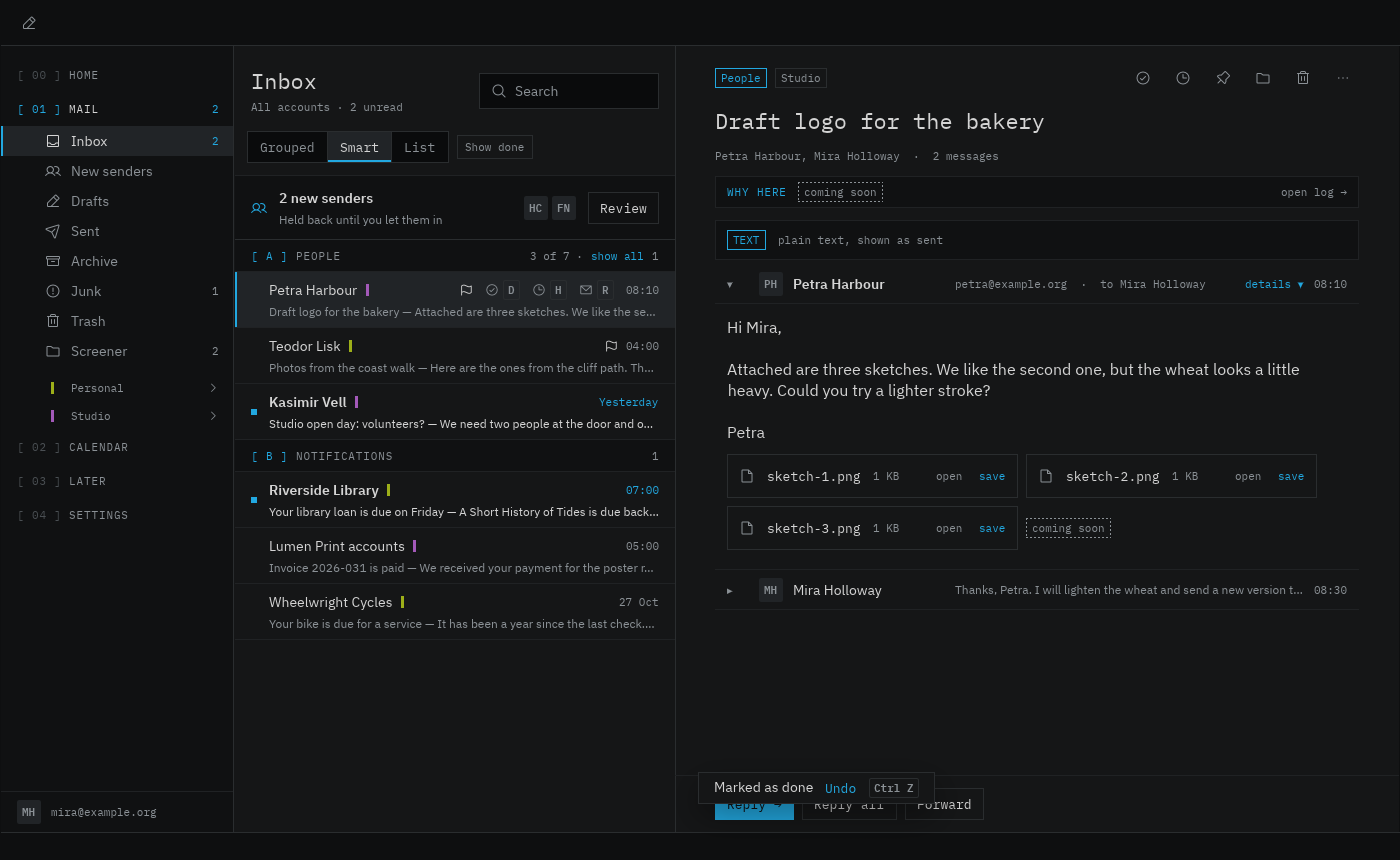 [ 00 ] HOME
[ 01 ] MAIL 2
Inbox 2
New senders
Drafts
Sent
Archive
Junk 1
Trash
Screener 2
Personal
Studio
[ 02 ] CALENDAR
[ 03 ] LATER
[ 04 ] SETTINGS
MH mira@example.org
Inbox
All accounts · 2 unread
Search
Grouped Smart List Show done
2 new senders
Held back until you let them in
HC FN Review
[ A ] PEOPLE 3 of 7 · show all 1
Petra Harbour D H R 08:10
Draft logo for the bakery — Attached are three sketches. We like the se…
Teodor Lisk 04:00
Photos from the coast walk — Here are the ones from the cliff path. Th…
Kasimir Vell Yesterday
Studio open day: volunteers? — We need two people at the door and o…
[ B ] NOTIFICATIONS 1
Riverside Library 07:00
Your library loan is due on Friday — A Short History of Tides is due back…
Lumen Print accounts 05:00
Invoice 2026-031 is paid — We received your payment for the poster r…
Wheelwright Cycles 27 Oct
Your bike is due for a service — It has been a year since the last check.…
People Studio
Draft logo for the bakery
Petra Harbour, Mira Holloway · 2 messages
WHY HERE coming soon open log →
TEXT plain text, shown as sent
▾ PH Petra Harbour petra@example.org · to Mira Holloway details ▾ 08:10
Hi Mira,
Attached are three sketches. We like the second one, but the wheat looks a little
heavy. Could you try a lighter stroke?
Petra
sketch-1.png 1 KB open save
sketch-2.png 1 KB open save
sketch-3.png 1 KB open save
coming soon
▸ MH Mira Holloway Thanks, Petra. I will lighten the wheat and send a new version t… 08:30
Marked as done Undo Ctrl Z
Reply → Reply all Forward